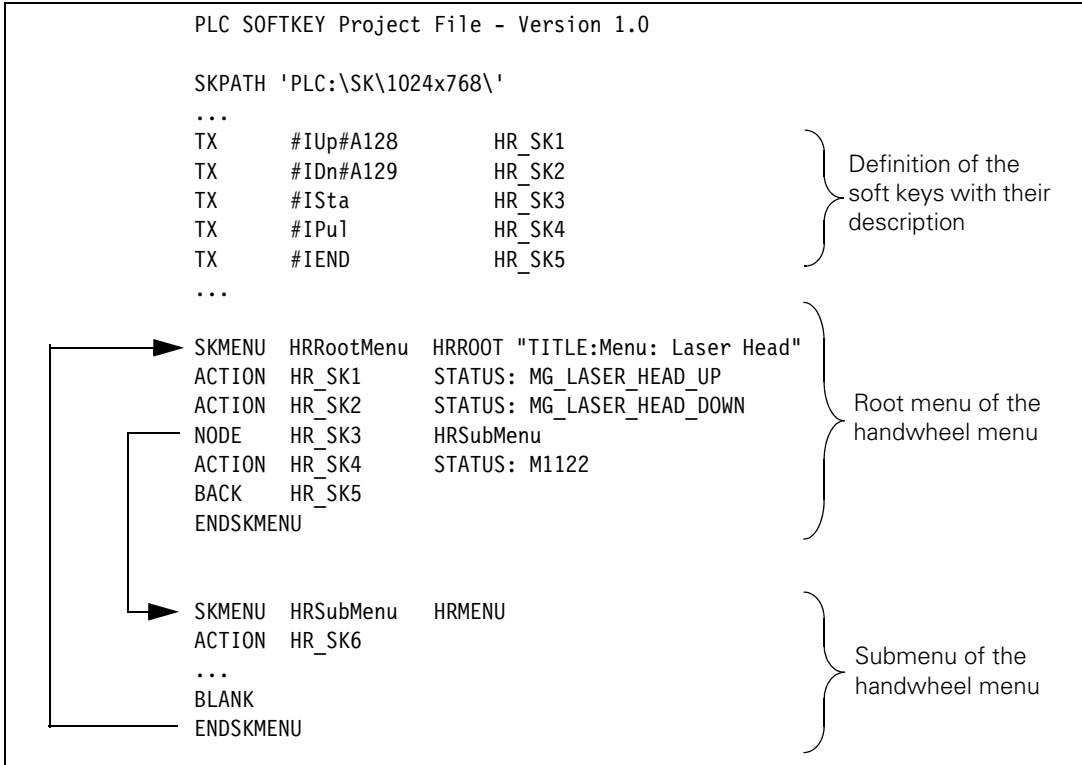 PLC SOFTKEY Project File - Version 1.0
SKPATH 'PLC:\SK\1024x768\'
...
TX #IUp#A128 HR_SK1
TX #IDn#A129 HR_SK2
TX #ISta HR_SK3
TX #IPul HR_SK4
TX #IEND HR_SK5
...
Definition of the
soft keys with their
description
SKMENU HRRootMenu HRROOT "TITLE:Menu: Laser Head"
ACTION HR_SK1 STATUS: MG_LASER_HEAD_UP
ACTION HR_SK2 STATUS: MG_LASER_HEAD_DOWN
NODE HR_SK3 HRSubMenu
ACTION HR_SK4 STATUS: M1122
BACK HR_SK5
ENDSKMENU
Root menu of the
handwheel menu
SKMENU HRSubMenu HRMENU
ACTION HR_SK6
...
BLANK
ENDSKMENU
Submenu of the
handwheel menu